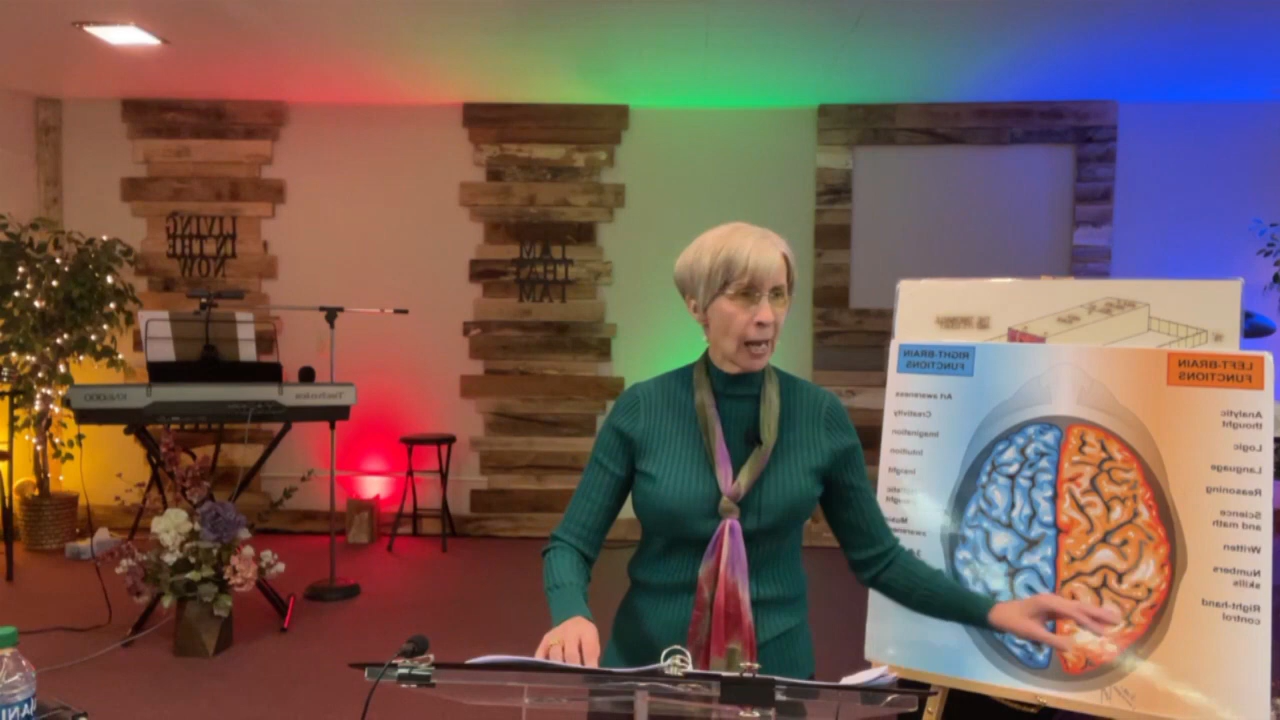 LIVING
IN THE
NOW
Technics
RIGHT-BRAIN
FUNCTIONS
Art awareness
Creativity
Imagination
Intuition
Insight
LEFT-BRAIN
FUNCTIONS
Analytic
thought
Logic
Language
Reasoning
Science
and math
Written
Numbers
skills
Right-hand
control